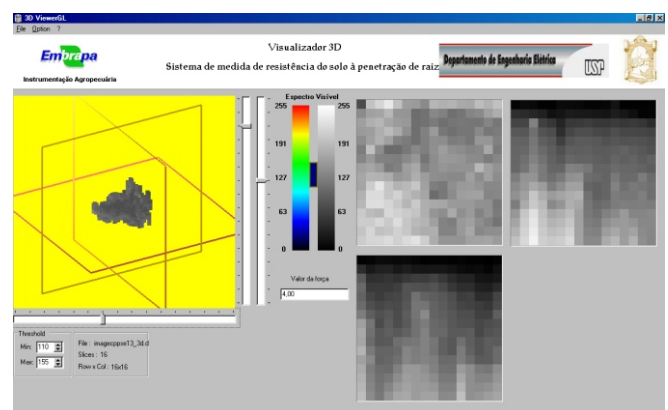 3D ViewerGL
File Option ?
Embrapa
Instrumentação Agropecuária
Visualizador 3D
Sistema de medida de resistência do solo à penetração de raiz
Departamento de Engenharia Elétrica
USP
Espectro Visível
255 255
191 191
127 127
63 63
0 0
Valor da força
4,00
Threshold
Min: 110
Max: 155
File :
Slices : 16
Row x Col : 16x16